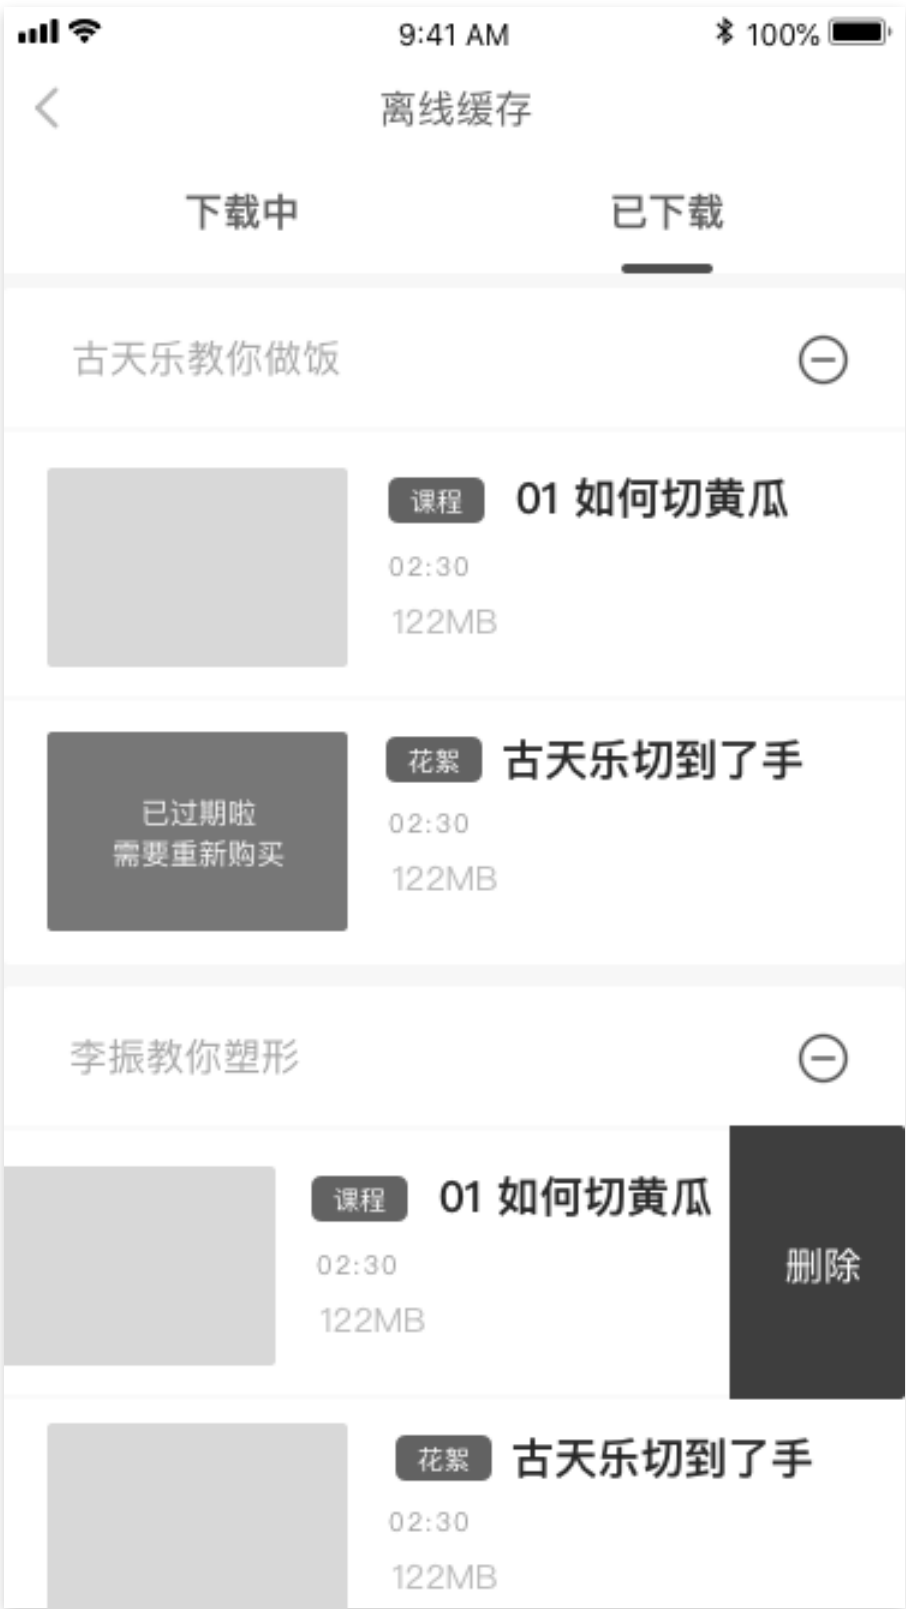 9:41 AM 100%
离线缓存
下载中 已下载
古天乐教你做饭
课程 01 如何切黄瓜
02:30
122MB
已过期啦
需要重新购买
花絮 古天乐切到了手
02:30
122MB
李振教你塑形
课程 01 如何切黄瓜
02:30
122MB
删除
花絮 古天乐切到了手
02:30
122MB